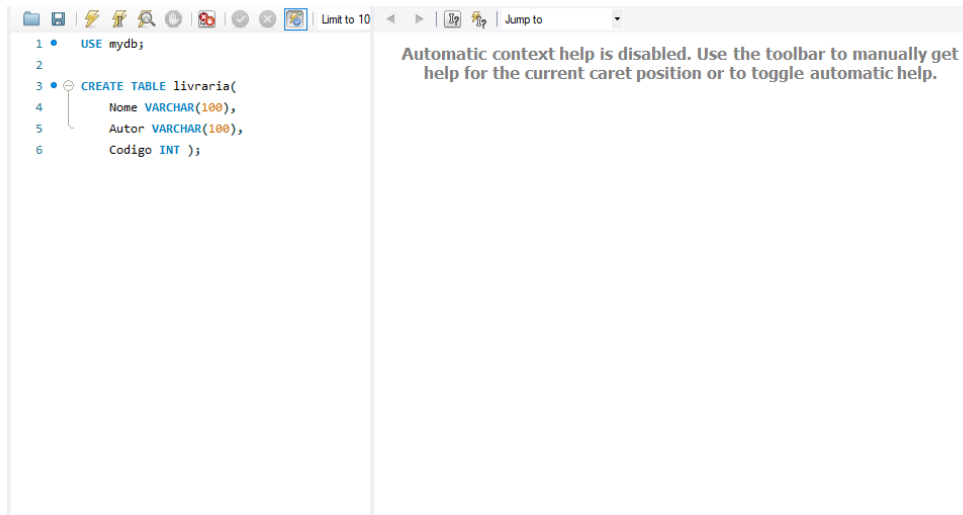 Limit to 10
Jump to
1 USE mydb;
2
3 CREATE TABLE livraria(
4 Nome VARCHAR(100),
5 Autor VARCHAR(100),
6 Codigo INT );
Automatic context help is disabled. Use the toolbar to manually get
help for the current caret position or to toggle automatic help.